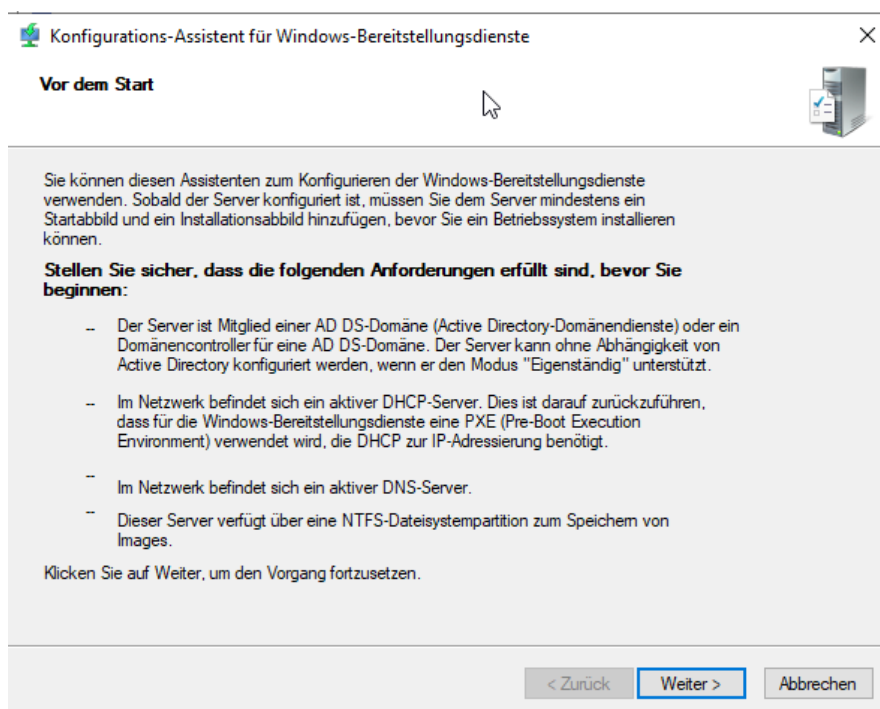 Konfigurations-Assistent für Windows-Bereitstellungsdienste
Vor dem Start
Sie können diesen Assistenten zum Konfigurieren der Windows-Bereitstellungsdienste
verwenden. Sobald der Server konfiguriert ist, müssen Sie dem Server mindestens ein
Startabbild und ein Installationsabbild hinzufügen, bevor Sie ein Betriebssystem installieren
können.
Stellen Sie sicher, dass die folgenden Anforderungen erfüllt sind, bevor Sie
beginnen:
-- Der Server ist Mitglied einer AD DS-Domäne (Active Directory-Domänendienste) oder ein
Domänencontroller für eine AD DS-Domäne. Der Server kann ohne Abhängigkeit von
Active Directory konfiguriert werden, wenn er den Modus "Eigenständig" unterstützt.
-- Im Netzwerk befindet sich ein aktiver DHCP-Server. Dies ist darauf zurückzuführen,
dass für die Windows-Bereitstellungsdienste eine PXE (Pre-Boot Execution
Environment) verwendet wird, die DHCP zur IP-Adressierung benötigt.
-- Im Netzwerk befindet sich ein aktiver DNS-Server.
-- Dieser Server verfügt über eine NTFS-Dateisystempartition zum Speichern von
Images.
Klicken Sie auf Weiter, um den Vorgang fortzusetzen.
< Zurück Weiter > Abbrechen